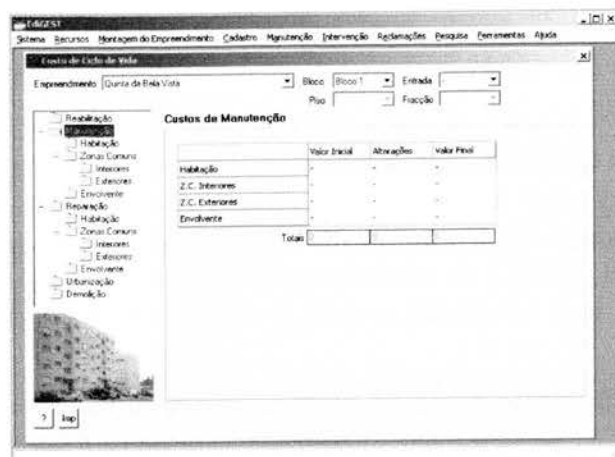 EdiGEST
Sistema Recursos Montagem do Empreendimento Cadastro Manutenção Intervenção Reclamações Pesquisa Ferramentas Ajuda
Custo de Ciclo de Vida
Empreendimento Quinta da Bela Vista Bloco Bloco 1 Entrada -
Piso Fracção
Reabilitação
Manutenção
Habitação
Zonas Comuns
Interiores
Exteriores
Envolvente
Reparação
Habitação
Zonas Comuns
Interiores
Exteriores
Envolvente
Urbanização
Demolição
Custos de Manutenção
Valor Inicial Alterações Valor Final
Habitação - - -
Z.C. Interiores - - -
Z.C. Exteriores - - -
Envolvente - - -
Totais
? Imp